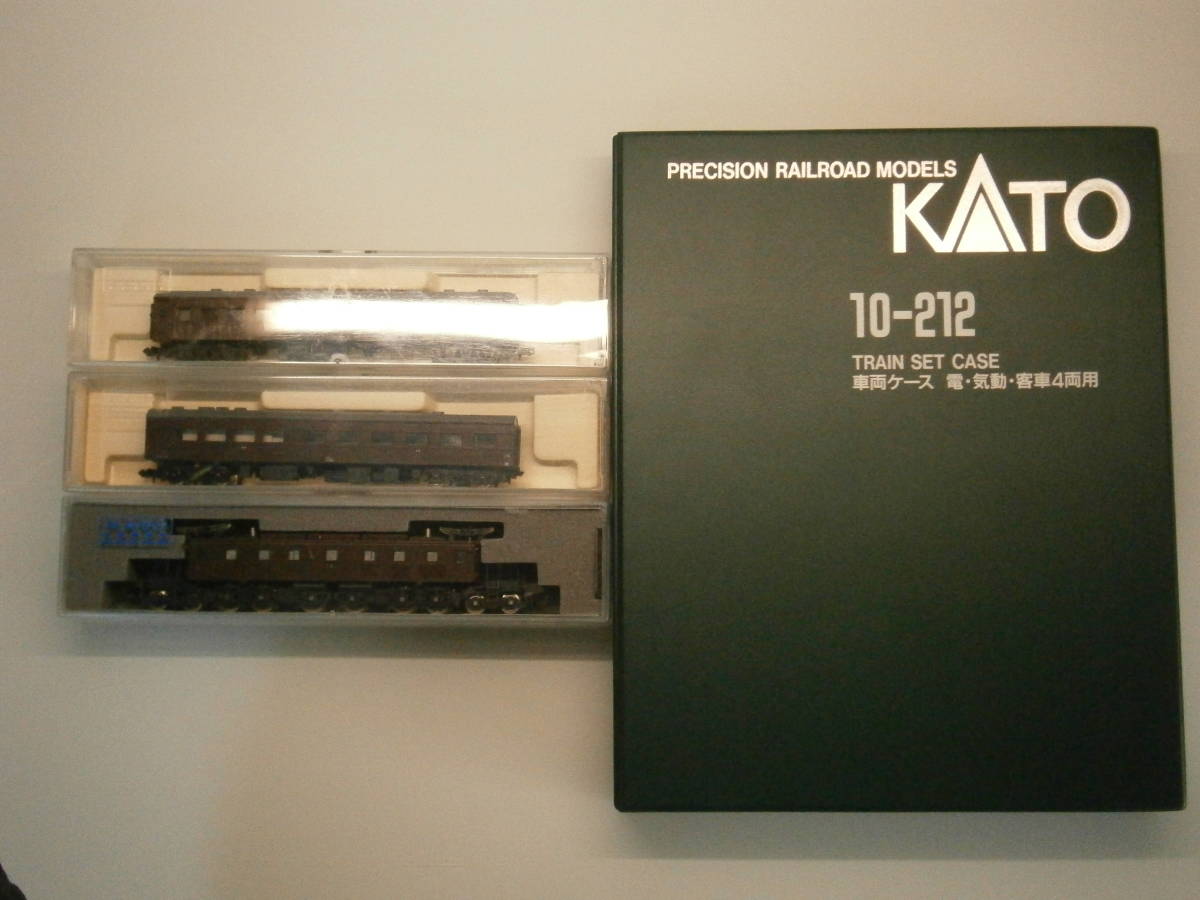 PRECISION RAILROAD MODELS
KATO
10-212
TRAIN SET CASE
車両ケース 電・気動・客車4両用